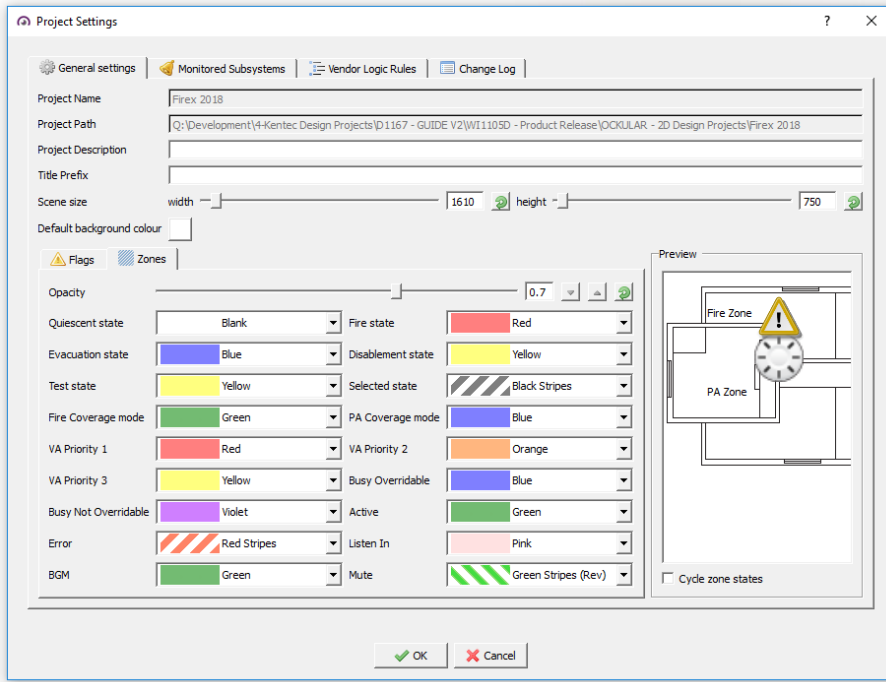 Project Settings
?
General settings
Monitored Subsystems
Vendor Logic Rules
Change Log
Project Name
Firex 2018
Project Path
Q:\Development\4-Kentec Design Projects\D1167 - GUIDE V2\WI1105D - Product Release\OCKULAR - 2D Design Projects\Firex 2018
Project Description
Title Prefix
Scene size width 1610 height 750
Default background colour
Flags Zones
Opacity 0.7
Quiescent state Blank Fire state Red
Evacuation state Blue Disablement state Yellow
Test state Yellow Selected state Black Stripes
Fire Coverage mode Green PA Coverage mode Blue
VA Priority 1 Red VA Priority 2 Orange
VA Priority 3 Yellow Busy Overridable Blue
Busy Not Overridable Violet Active Green
Error Red Stripes Listen In Pink
BGM Green Mute Green Stripes (Rev)
Preview
Fire Zone
PA Zone
Cycle zone states
OK Cancel